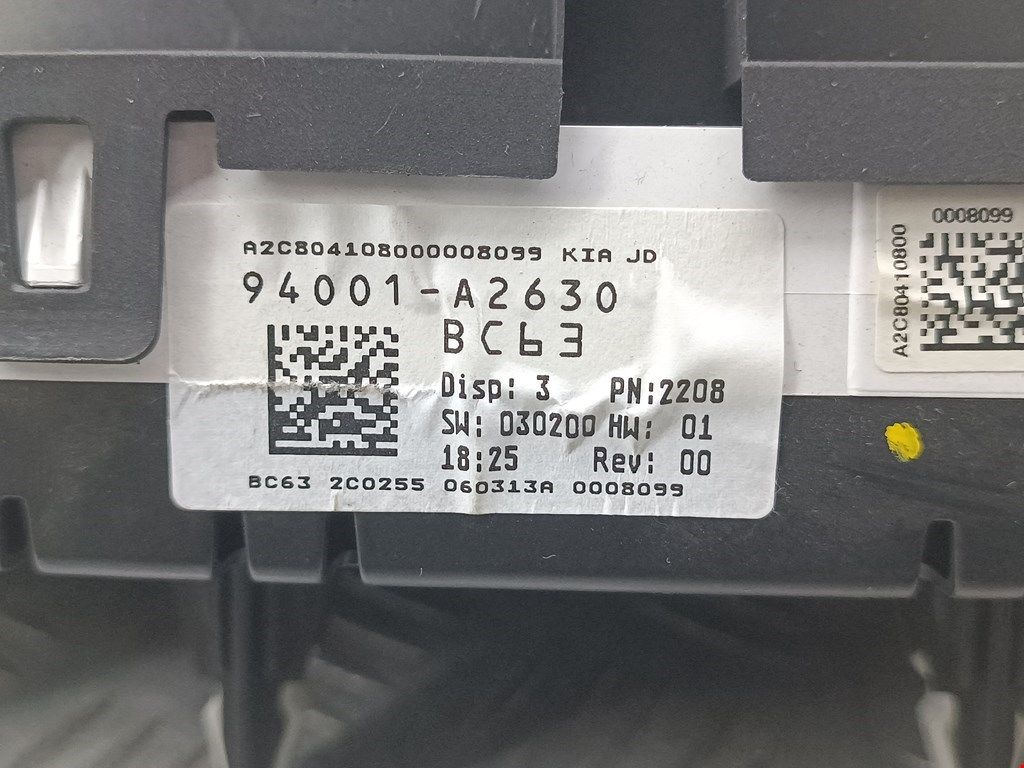 A2C804108000008099 KIA JD
94001-A2630
BC63
Disp: 3 PN:2208
SW: 030200 HW: 01
18:25 Rev: 00
BC63 2C0255 060313A 0008099
0008099
A2C80410800